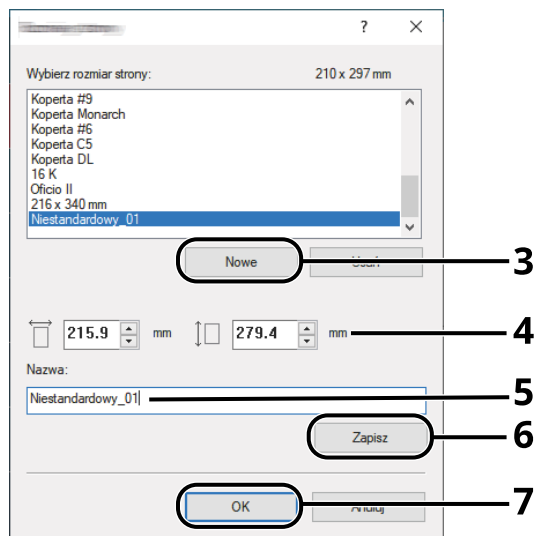 ?
Wybierz rozmiar strony: 210 x 297 mm
Koperta #9
Koperta Monarch
Koperta #6
Koperta C5
Koperta DL
16 K
Oficio II
216 x 340 mm
Niestandardowy_01
Nowe 3
215.9 mm 279.4 mm 4
Nazwa:
Niestandardowy_01 5
Zapisz 6
OK Anuluj 7